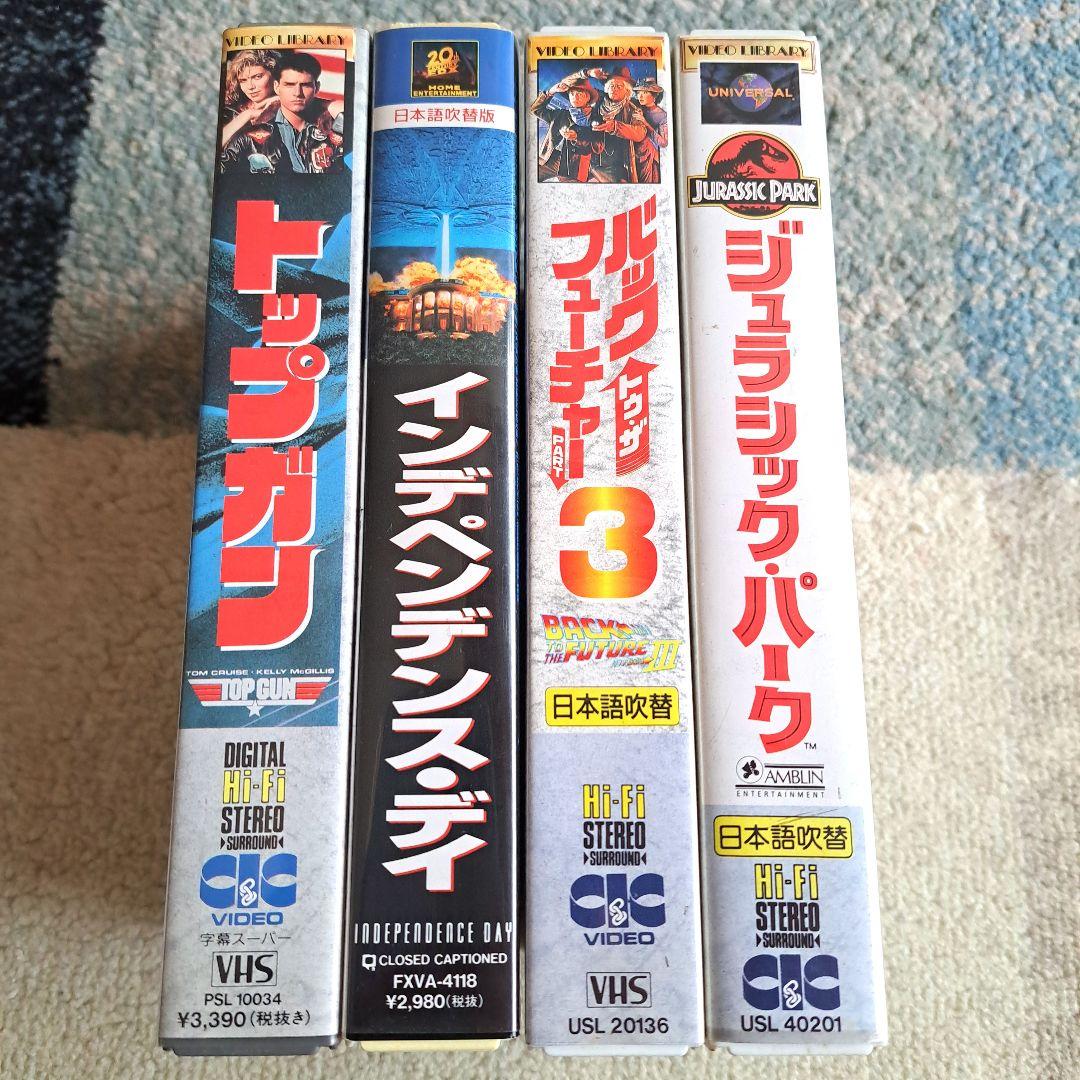 VIDEO LIBRARY
トップガン
TOM CRUISE・KELLY McGILLIS
TOP GUN
DIGITAL
Hi-Fi
STEREO
SURROUND
CIC
VIDEO
字幕スーパー
VHS
PSL 10034
¥3,390(税抜き)
20
FOX
HOME
ENTERTAINMENT
日本語吹替版
インデペンデンス・デイ
INDEPENDENCE DAY
CLOSED CAPTIONED
FXVA-4118
¥2,980(税抜)
VIDEO LIBRARY
バック
トゥ・ザ
フューチャー
PART
3
BACK
TO
THE FUTURE
III
日本語吹替
Hi-Fi
STEREO
SURROUND
CIC
VIDEO
VHS
USL 20136
VIDEO LIBRARY
UNIVERSAL
JURASSIC PARK
ジュラシック・パーク
TM
AMBLIN
ENTERTAINMENT
日本語吹替
Hi-Fi
STEREO
SURROUND
CIC
USL 40201